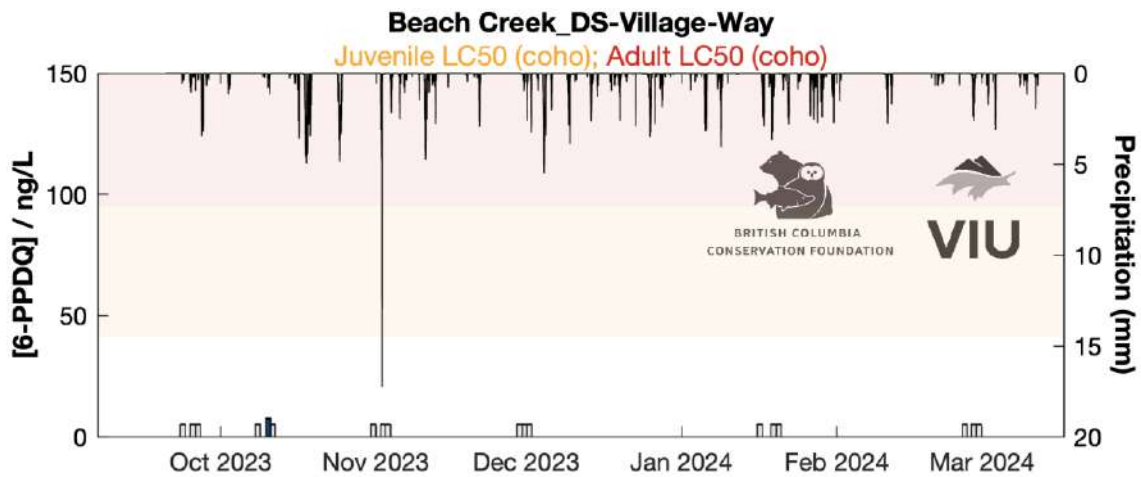 Beach Creek_DS-Village-Way
Juvenile LC50 (coho); Adult LC50 (coho)
150
100
50
0
[6-PPDQ] / ng/L
0
5
10
15
20
Precipitation (mm)
BRITISH COLUMBIA
CONSERVATION FOUNDATION
VIU
Oct 2023
Nov 2023
Dec 2023
Jan 2024
Feb 2024
Mar 2024